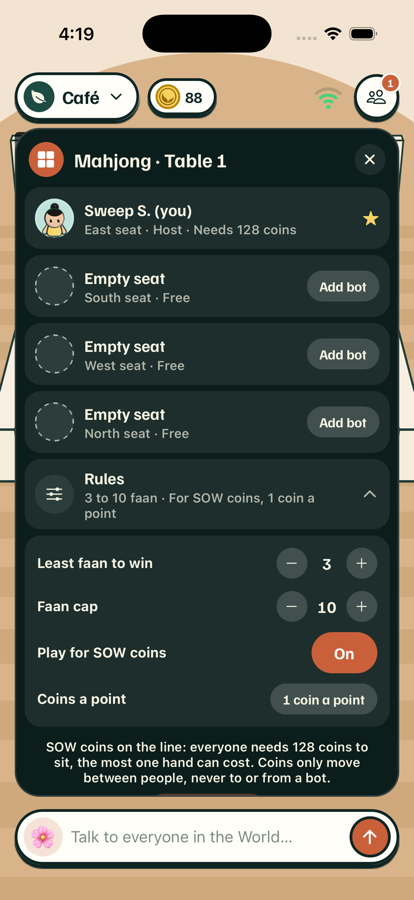 4:19
Café
88
1
Mahjong · Table 1
Sweep S. (you)
East seat · Host · Needs 128 coins
Empty seat
South seat · Free
Add bot
Empty seat
West seat · Free
Add bot
Empty seat
North seat · Free
Add bot
Rules
3 to 10 faan · For SOW coins, 1 coin a
point
Least faan to win
3
Faan cap
10
Play for SOW coins
On
Coins a point
1 coin a point
SOW coins on the line: everyone needs 128 coins to
sit, the most one hand can cost. Coins only move
between people, never to or from a bot.
Talk to everyone in the World...